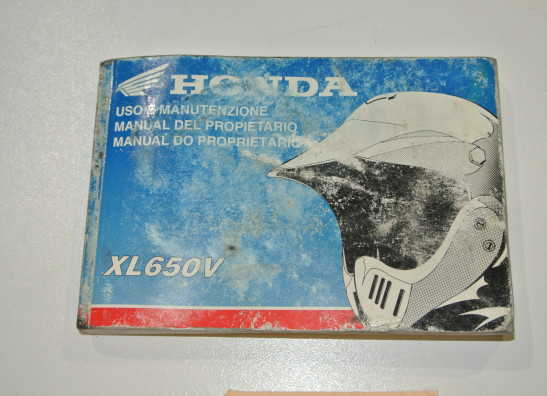 HONDA
USO E MANUTENZIONE
MANUAL DEL PROPIETARIO
MANUAL DO PROPRIETARIO
XL650V